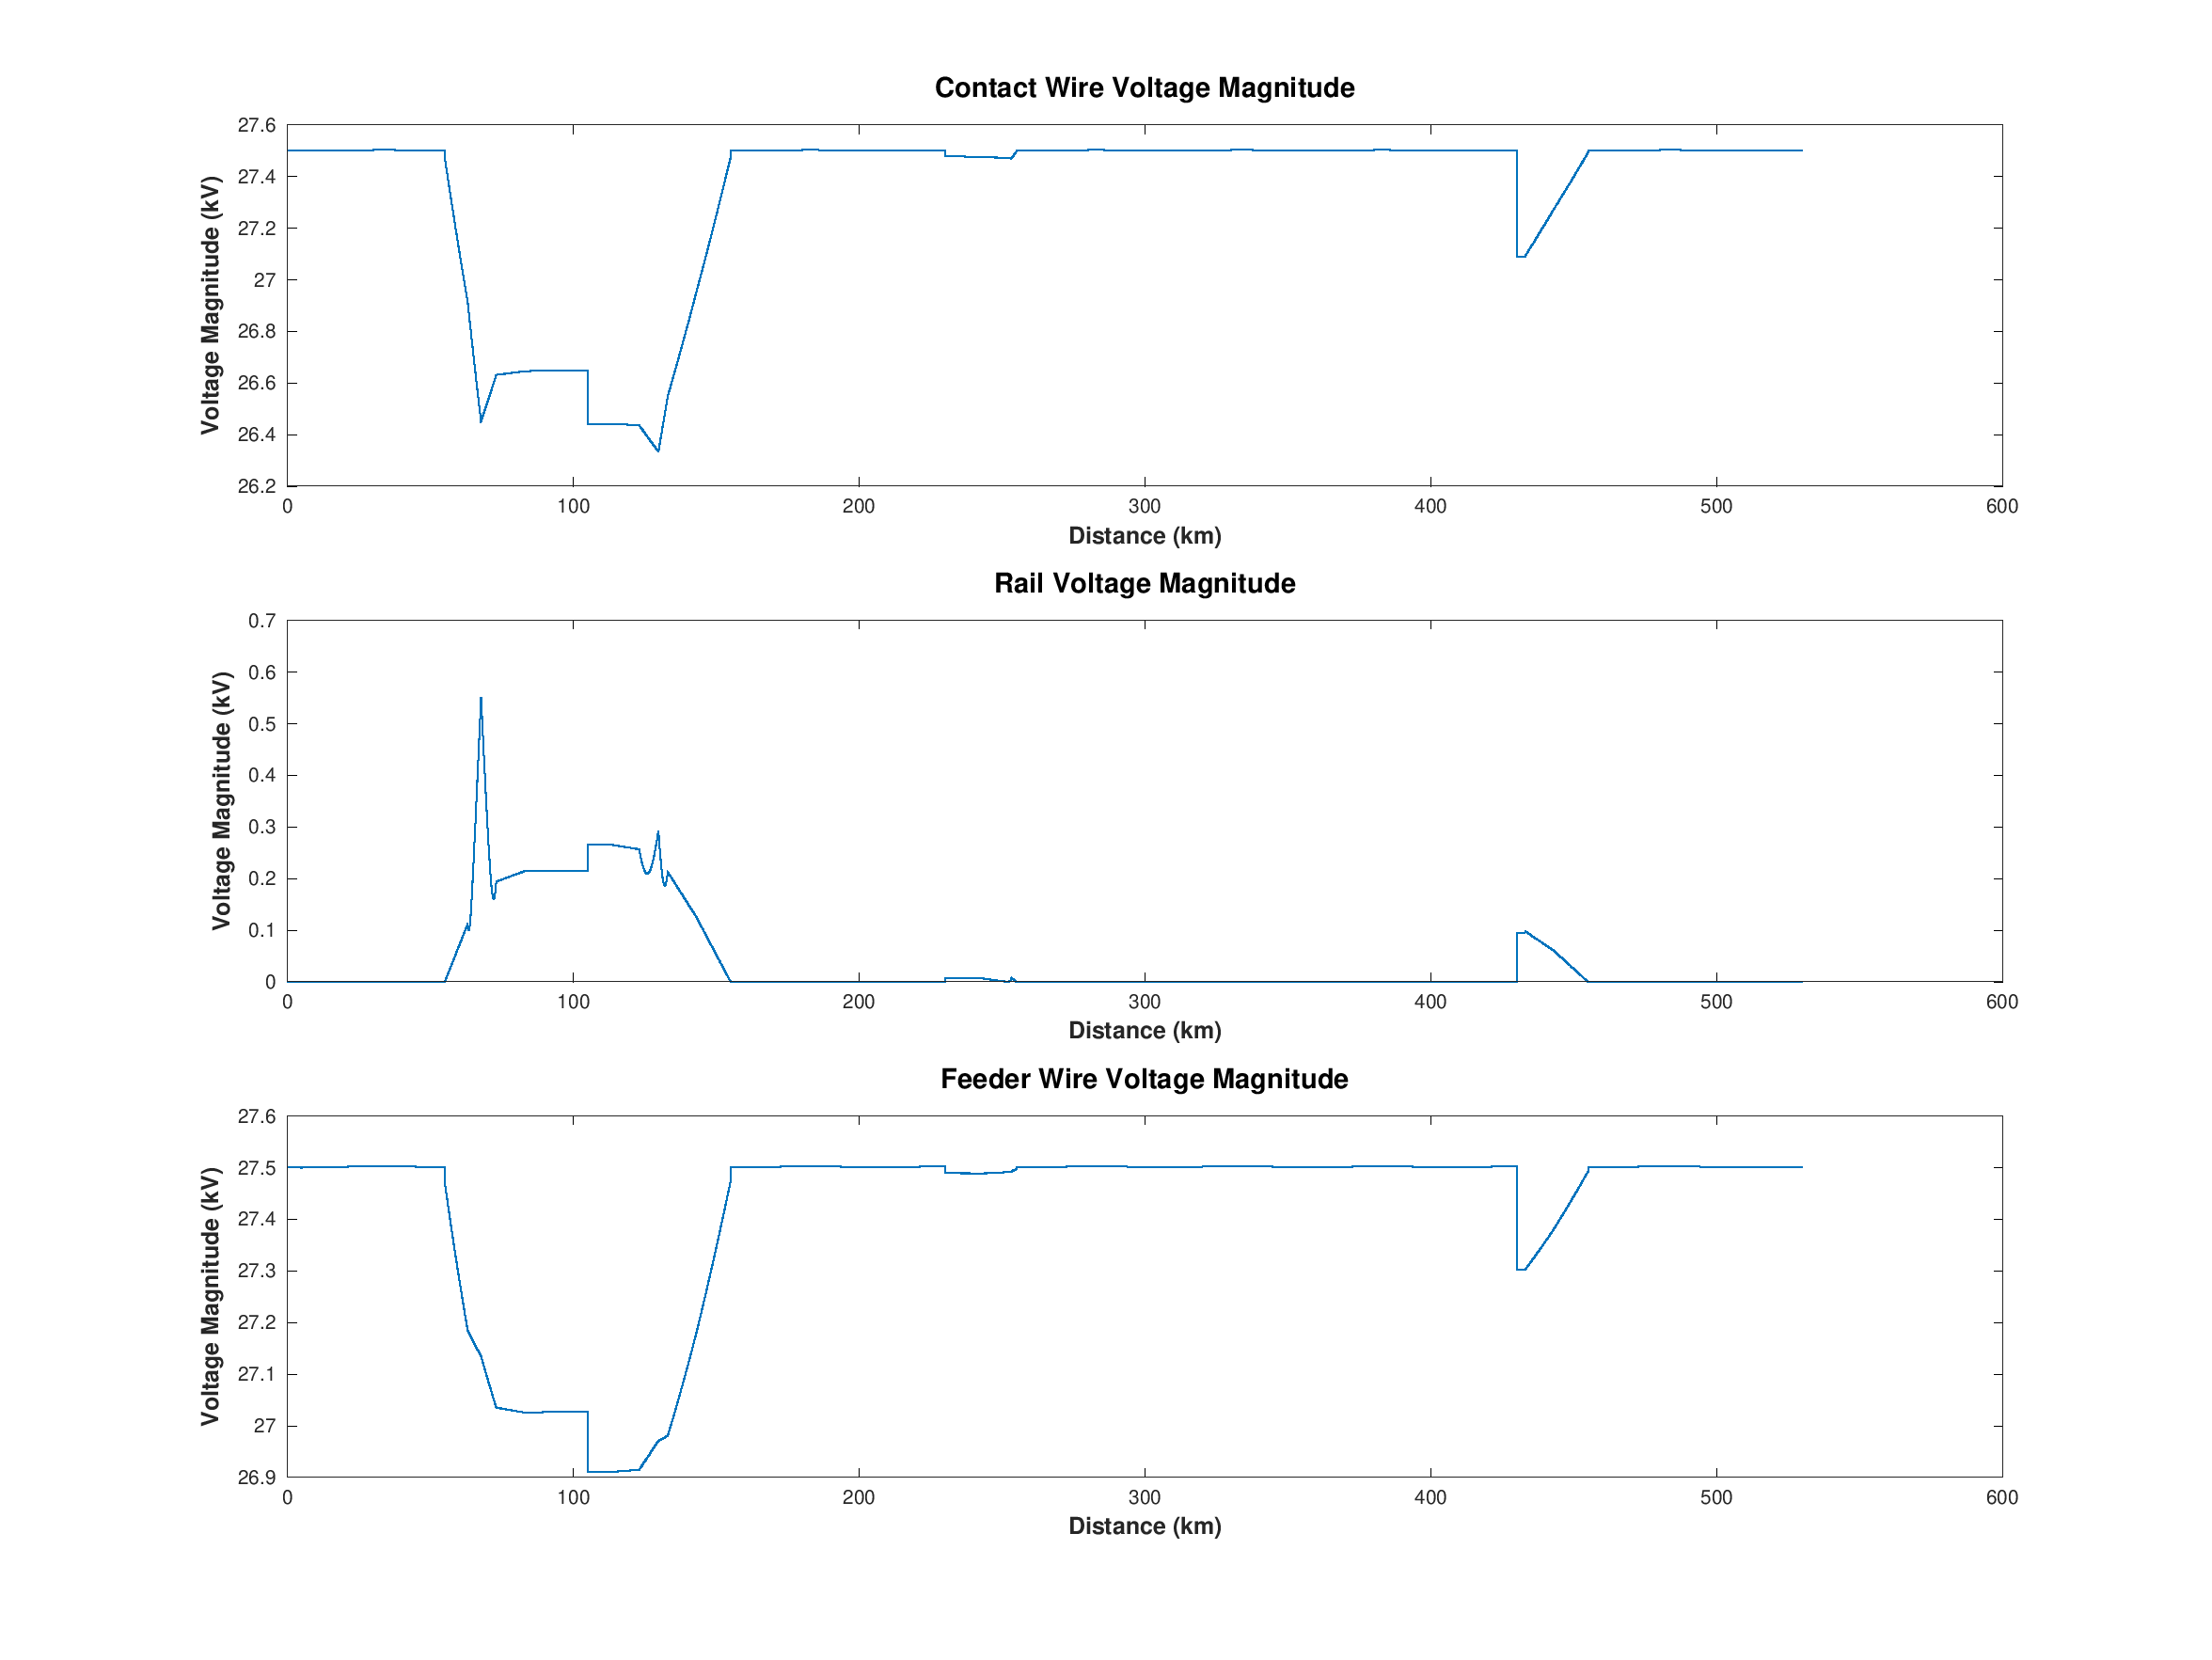 Contact Wire Voltage Magnitude
27.6
27.4
27.2
27
26.8
26.6
26.4
26.2
Voltage Magnitude (kV)
0 100 200 300 400 500 600
Distance (km)
Rail Voltage Magnitude
0.7
0.6
0.5
0.4
0.3
0.2
0.1
0
Voltage Magnitude (kV)
0 100 200 300 400 500 600
Distance (km)
Feeder Wire Voltage Magnitude
27.6
27.5
27.4
27.3
27.2
27.1
27
26.9
Voltage Magnitude (kV)
0 100 200 300 400 500 600
Distance (km)